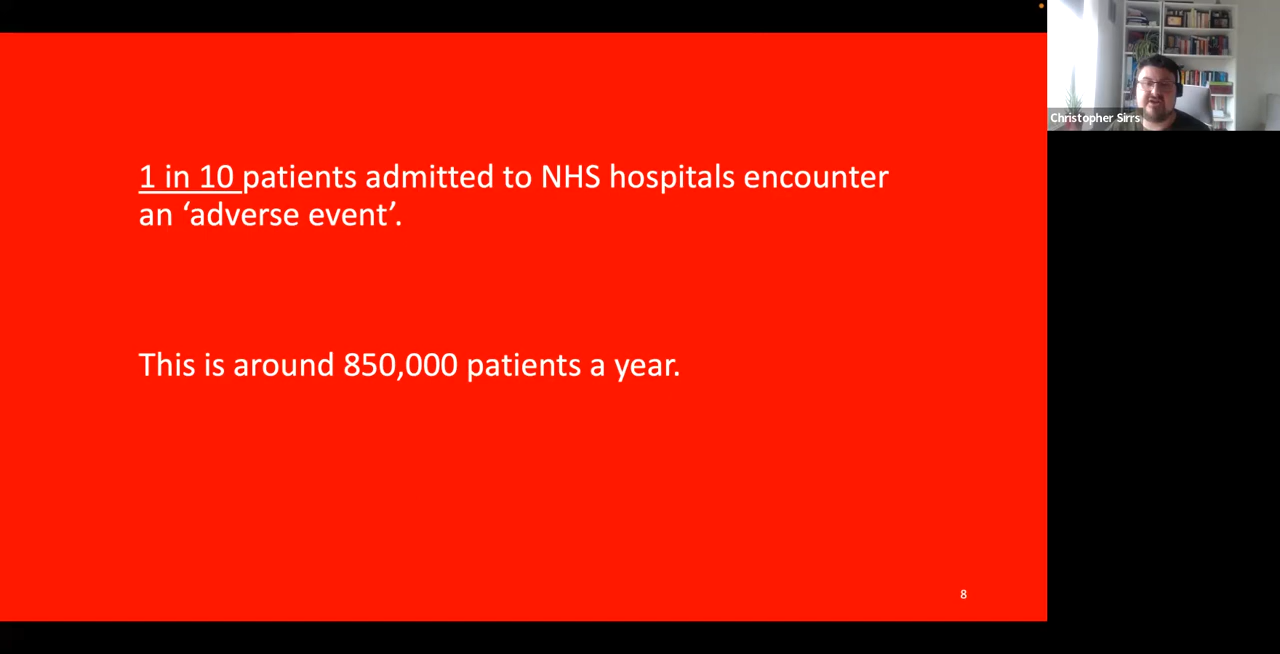 1 in 10 patients admitted to NHS hospitals encounter
an ‘adverse event’.
This is around 850,000 patients a year.
8
Christopher Sirrs